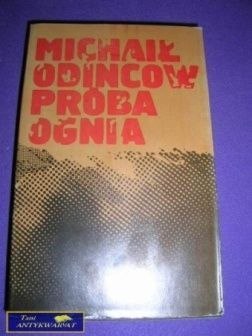 MICHAIŁ
ODINCOW
PRÓBA
OGNIA
Tani
ANTYKWARIAT